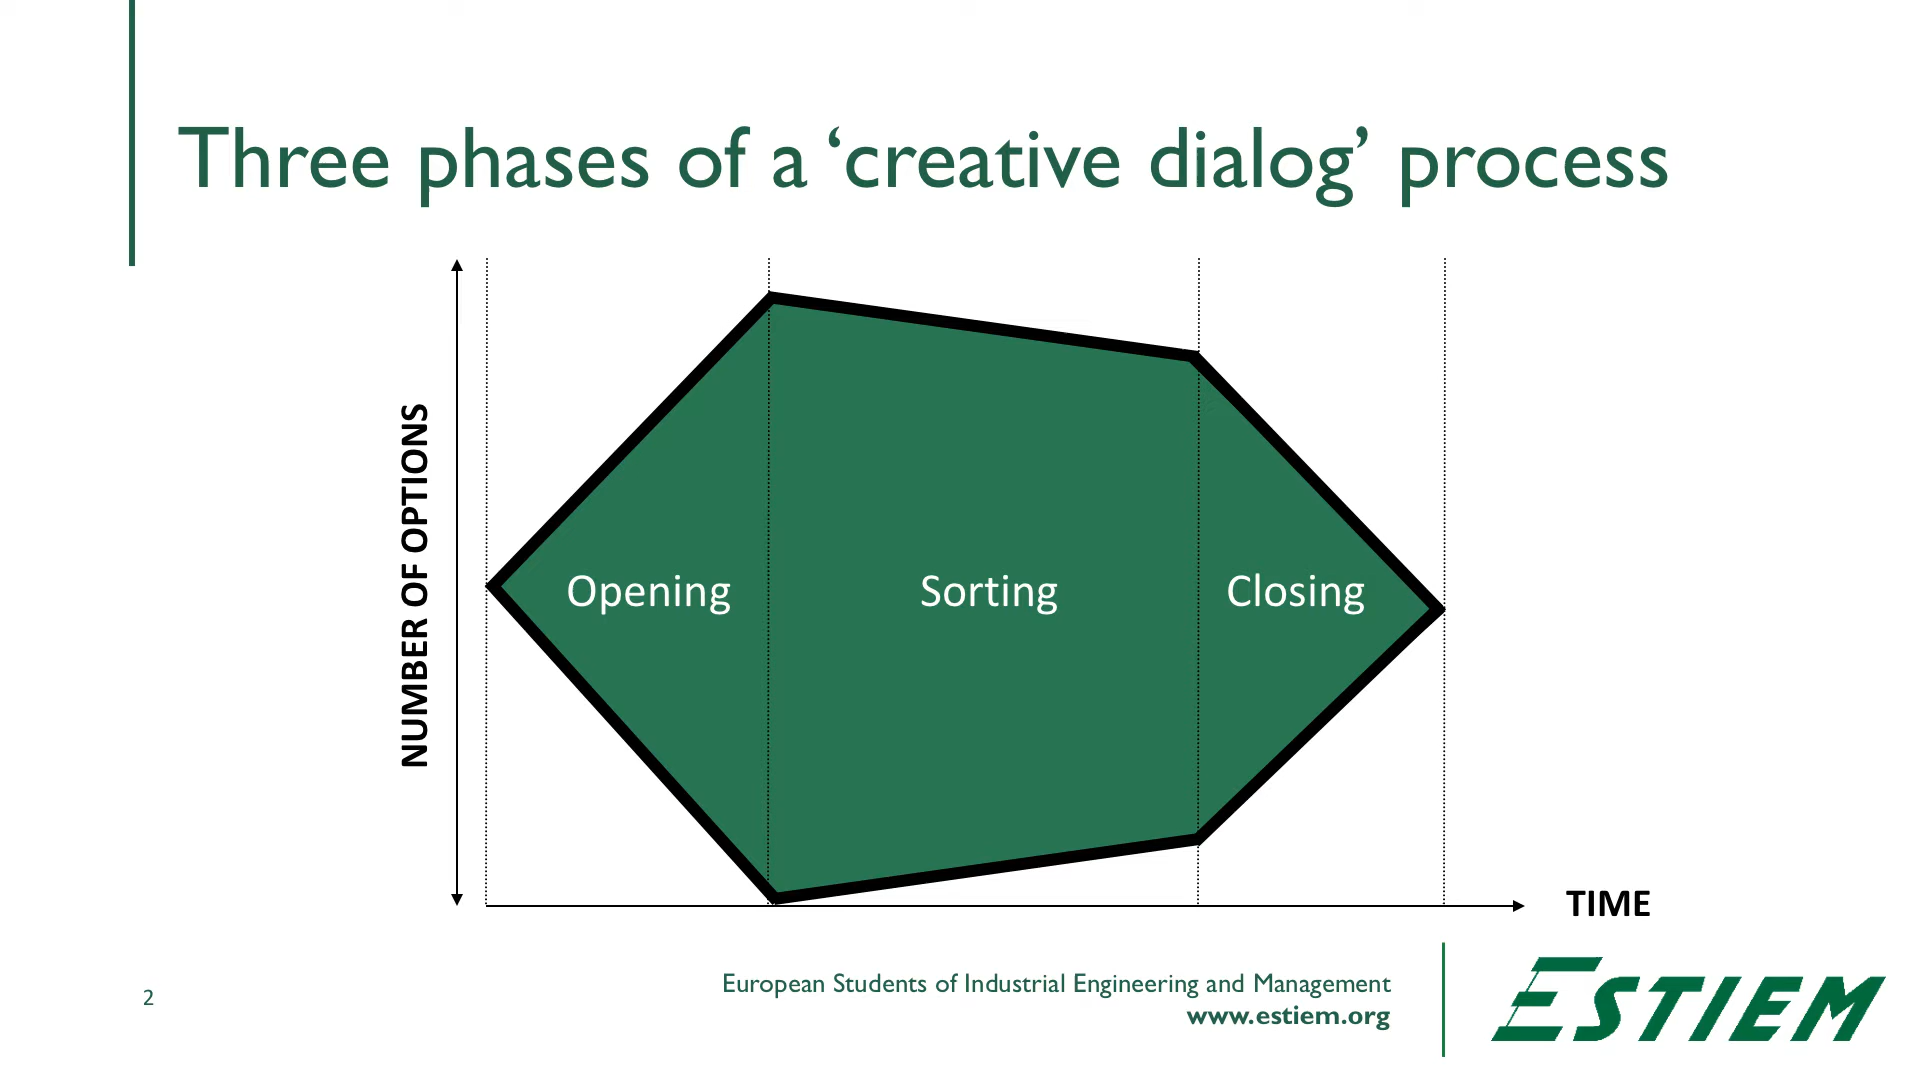 Three phases of a ‘creative dialog’ process
NUMBER OF OPTIONS
Opening
Sorting
Closing
TIME
2
European Students of Industrial Engineering and Management
www.estiem.org
ESTIEM